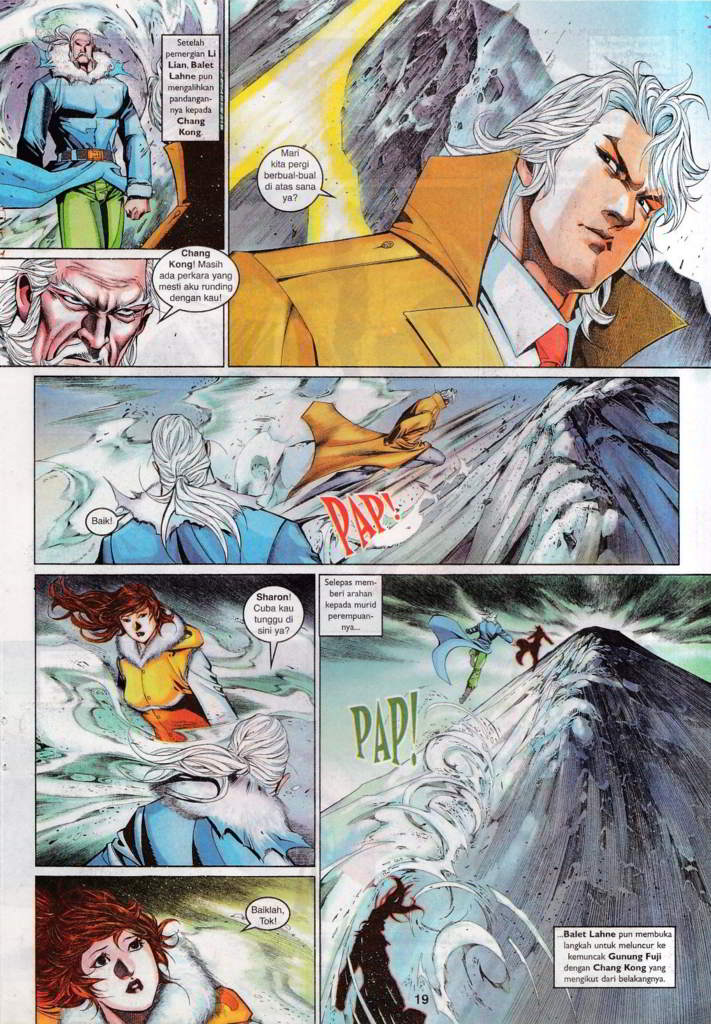 Setelah
pemergian Li
Lian, Balet
Lahne pun
mengalihkan
pandangan-
nya kepada
Chang
Kong.
Chang
Kong! Masih
ada perkara yang
mesti aku runding
dengan kau!
Mari
kita pergi
berbual-bual
di atas sana
ya?
Baik!
PAP!
Sharon!
Cuba kau
tunggu di
sini ya?
Baiklah,
Tok!
Selepas mem-
beri arahan
kepada murid
perempuan-
nya...
PAP!
...Balet Lahne pun membuka
langkah untuk meluncur ke
kemuncak Gunung Fuji
dengan Chang Kong yang
mengikut dari belakangnya.
19